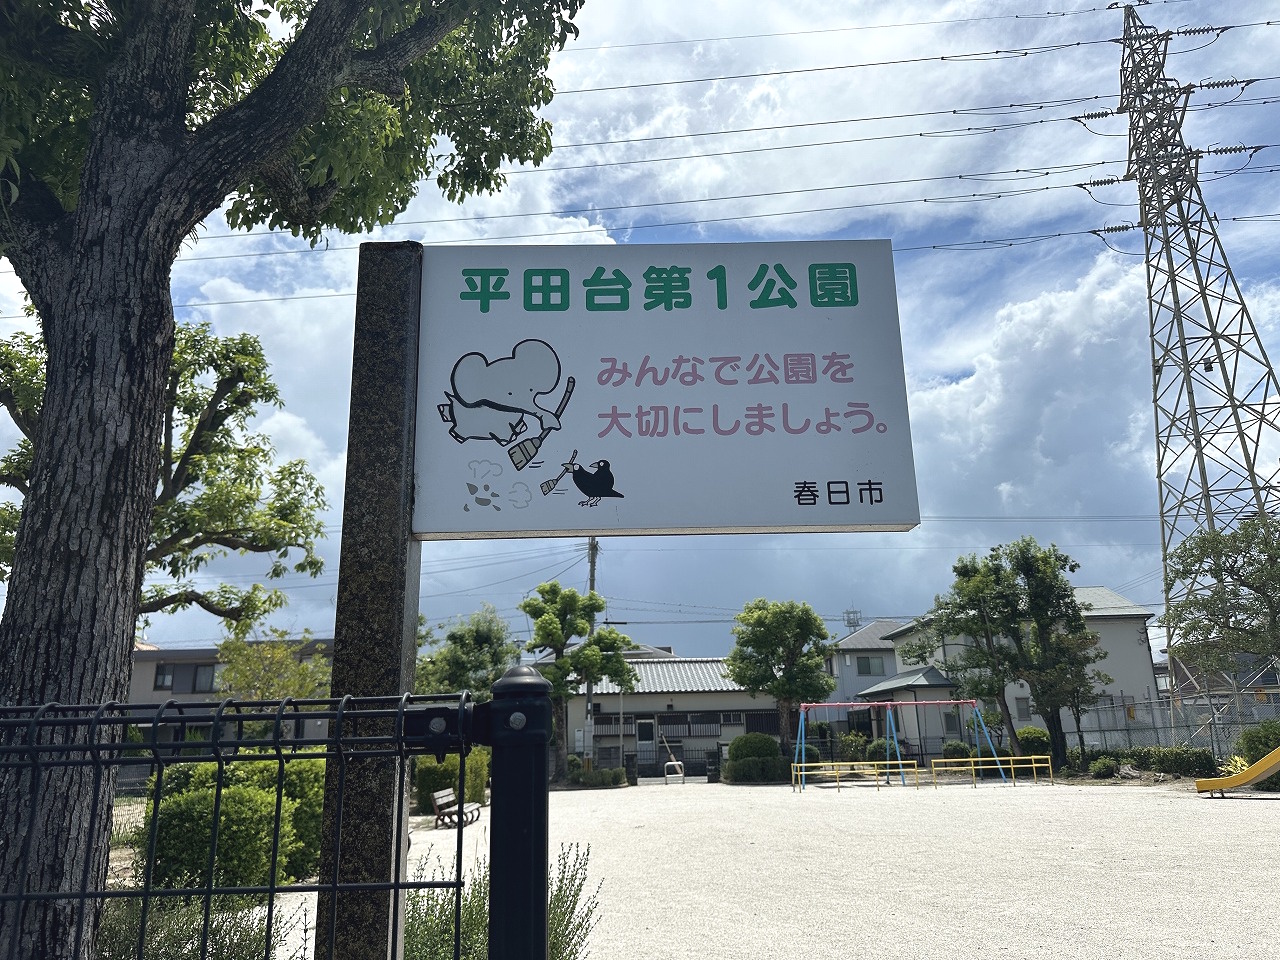 平田台第1公園
みんなで公園を
大切にしましょう。
春日市